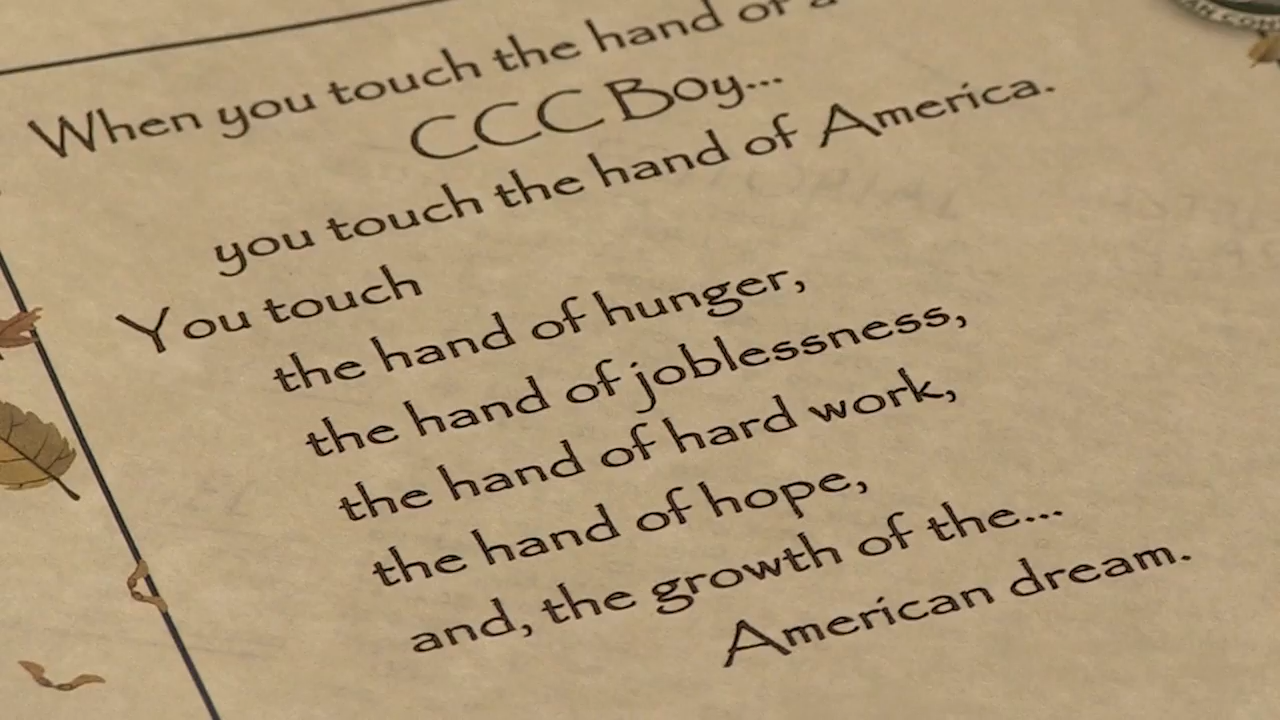 When you touch the hand of a
CCC Boy...
you touch the hand of America.
You touch
the hand of hunger,
the hand of joblessness,
the hand of hard work,
the hand of hope,
and, the growth of the...
American dream.